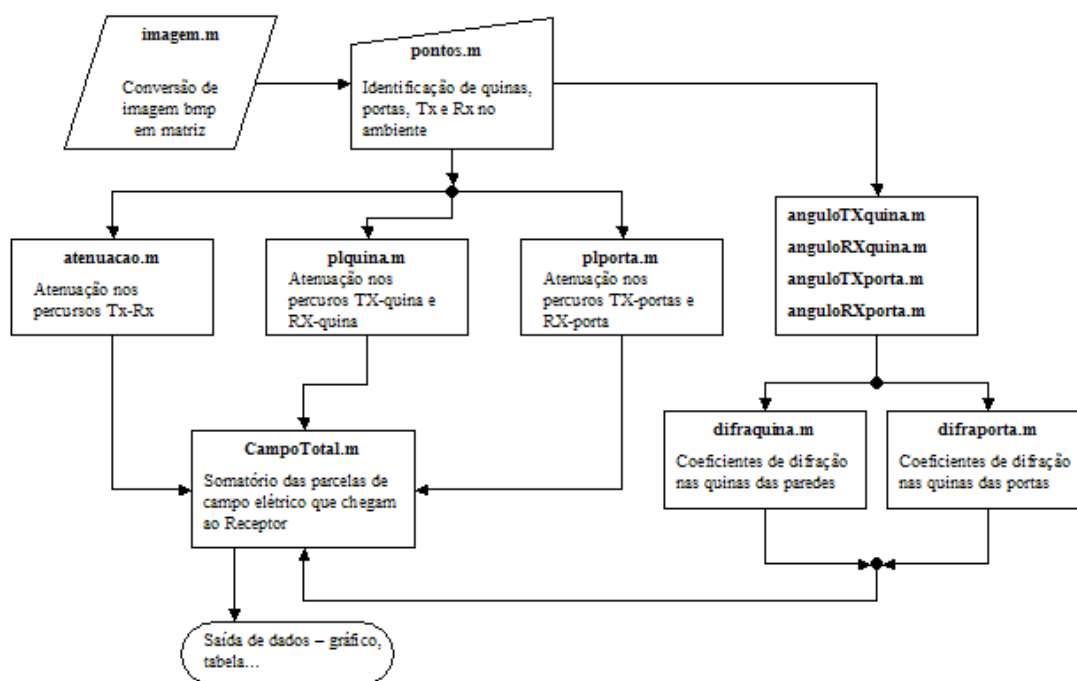 imagem.m
Conversão de
imagem bmp
em matriz
pontos.m
Identificação de quinas,
portas, Tx e Rx no
ambiente
atenuacao.m
Atenuação nos
percursos Tx-Rx
plquina.m
Atenuação nos
percuros TX-quina e
RX-quina
plporta.m
Atenuação nos
percuros TX-portas e
RX-porta
anguloTXquina.m
anguloRXquina.m
anguloTXporta.m
anguloRXporta.m
CampoTotal.m
Somatório das parcelas de
campo elétrico que chegam
ao Receptor
difraquina.m
Coeficientes de difração
nas quinas das paredes
difraporta.m
Coeficientes de difração
nas quinas das portas
Saída de dados – gráfico,
tabela...